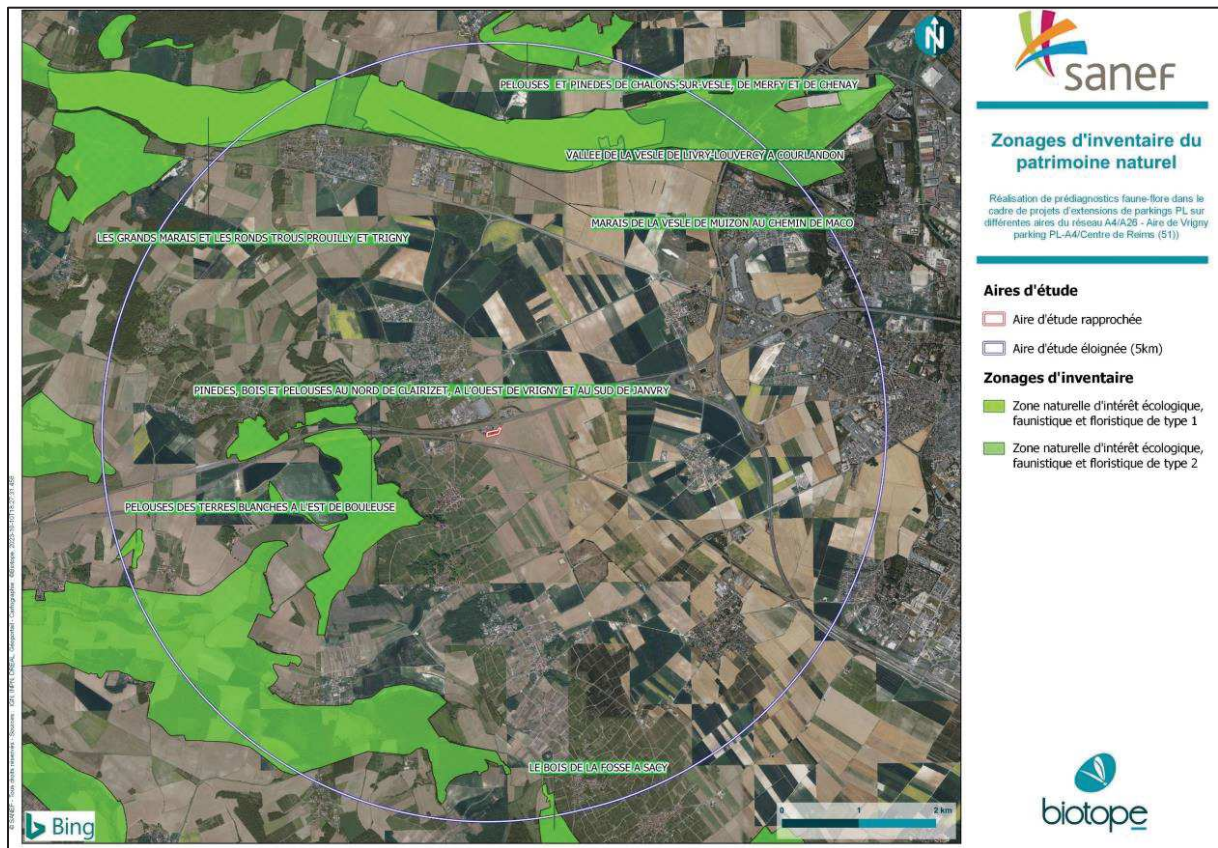 PELOUSES ET PINEDES DE CHALONS-SUR-VESLE, DE MERFY ET DE CHENAY
VALLEE DE LA VESLE DE LIVRY-LOUVERCY A COURLANDON
MARAIS DE LA VESLE DE MUIZON AU CHEMIN DE MACO
LES GRANDS MARAIS ET LES RONDS TROUS PROUILLY ET TRIGNY
PINEDES, BOIS ET PELOUSES AU NORD DE CLAIRIZET, A L'OUEST DE VRIGNY ET AU SUD DE JANVRY
PELOUSES DES TERRES BLANCHES A L'EST DE BOULEUSE
LE BOIS DE LA FOSSE A SACY
N
Bing
0 1 2 km
sanef
Zonages d'inventaire du
patrimoine naturel
Réalisation de prédiagnostics faune-flore dans le
cadre de projets d'extensions de parkings PL sur
différentes aires du réseau A4/A26 - Aire de Vrigny
parking PL-A4/Centre de Reims (51))
Aires d'étude
Aire d'étude rapprochée
Aire d'étude éloignée (5km)
Zonages d'inventaire
Zone naturelle d'intérêt écologique,
faunistique et floristique de type 1
Zone naturelle d'intérêt écologique,
faunistique et floristique de type 2
biotope